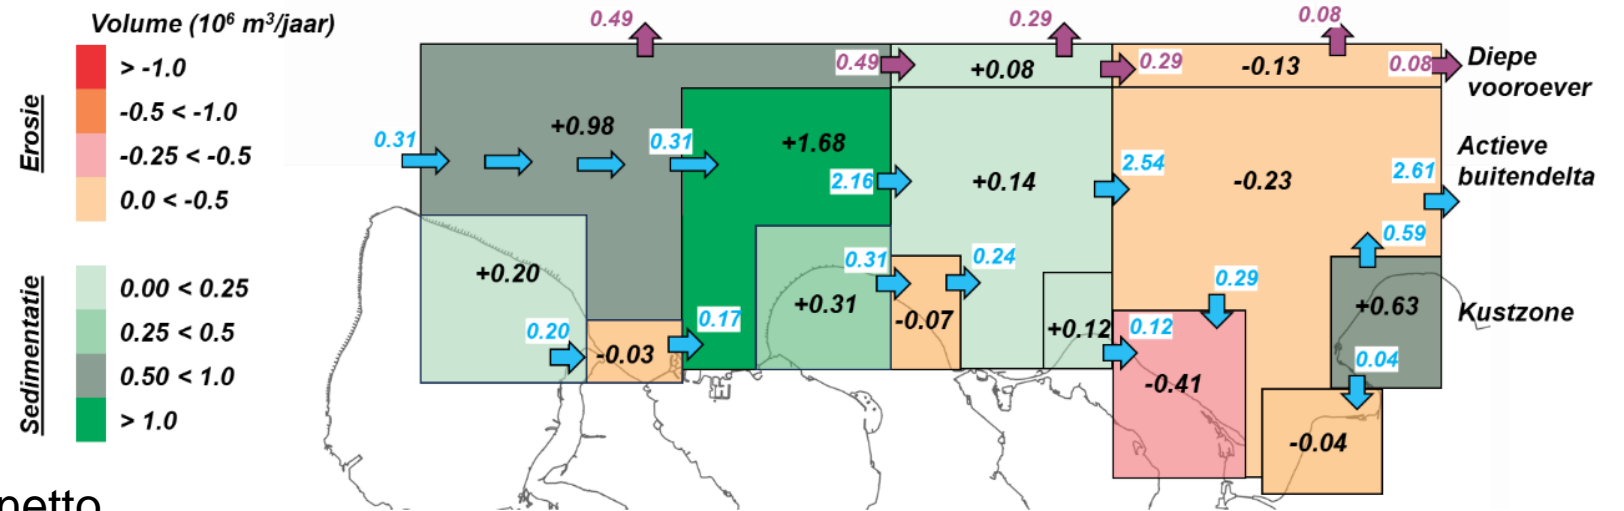 Volume (10⁶ m³/jaar)
Erosie
> -1.0
-0.5 < -1.0
-0.25 < -0.5
0.0 < -0.5
Sedimentatie
0.00 < 0.25
0.25 < 0.5
0.50 < 1.0
> 1.0
netto
0.49
0.29
0.08
0.49
+0.08
0.29
-0.13
0.08
Diepe
vooroever
0.31
+0.98
0.31
+1.68
2.16
+0.14
2.54
-0.23
2.61
Actieve
buitendelta
+0.20
0.20
-0.03
0.17
0.31
+0.31
-0.07
0.24
+0.12
0.12
0.29
-0.41
0.59
+0.63
Kustzone
0.04
-0.04